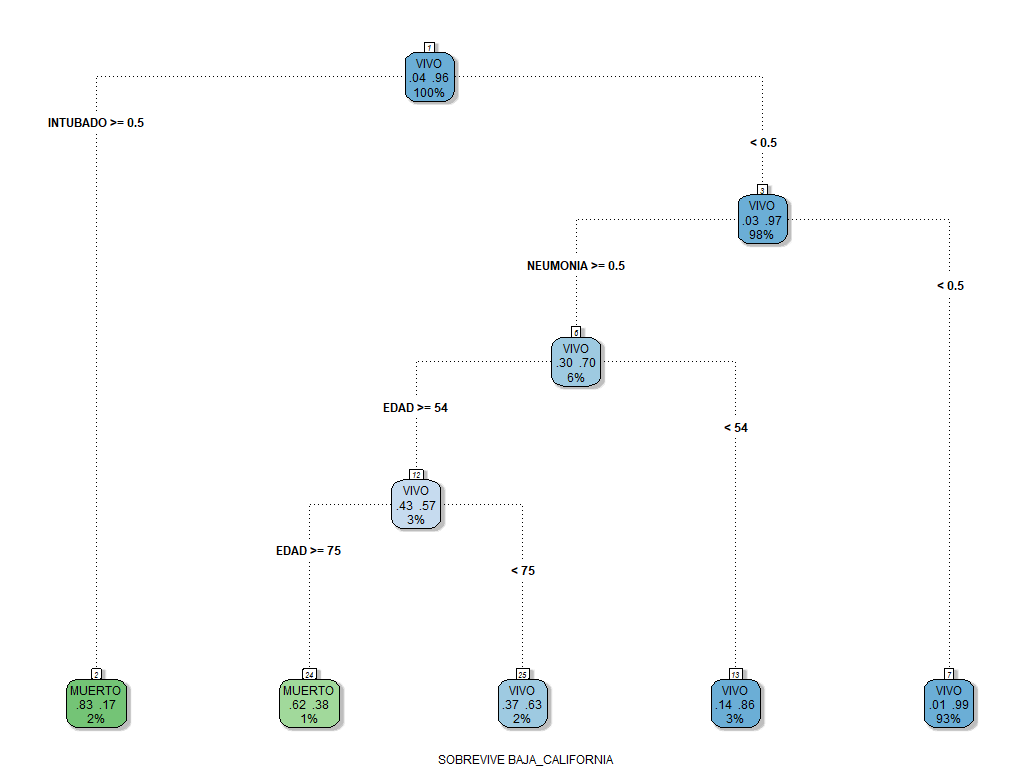 1
VIVO
.04 .96
100%
INTUBADO >= 0.5
< 0.5
3
VIVO
.03 .97
98%
NEUMONIA >= 0.5
< 0.5
6
VIVO
.30 .70
6%
EDAD >= 54
< 54
12
VIVO
.43 .57
3%
EDAD >= 75
< 75
2
MUERTO
.83 .17
2%
24
MUERTO
.62 .38
1%
25
VIVO
.37 .63
2%
13
VIVO
.14 .86
3%
7
VIVO
.01 .99
93%
SOBREVIVE BAJA_CALIFORNIA